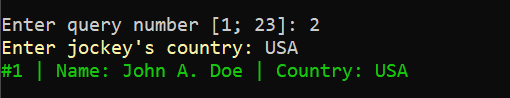 Enter query number [1; 23]: 2
Enter jockey's country: USA
#1 | Name: John A. Doe | Country: USA